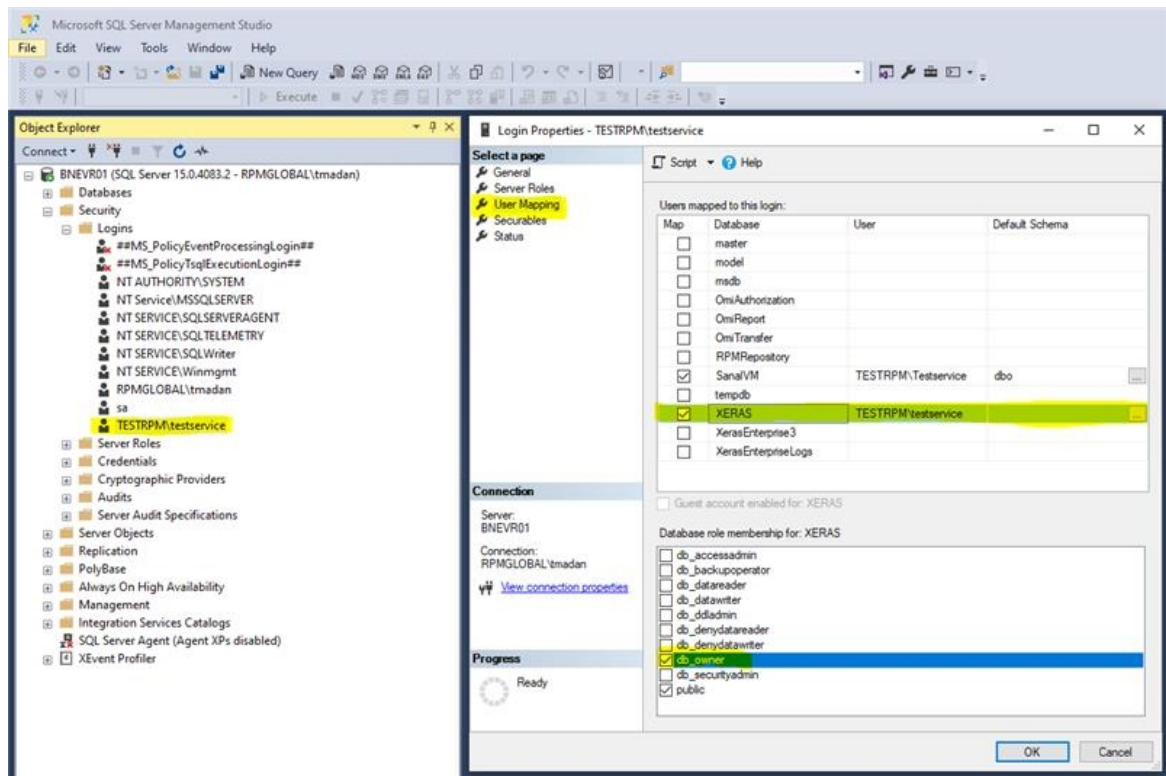 Microsoft SQL Server Management Studio
File Edit View Tools Window Help
New Query
Execute
Object Explorer
Connect
BNEVR01 (SQL Server 15.0.4083.2 - RPMGLOBAL\tmadan)
Databases
Security
Logins
##MS_PolicyEventProcessingLogin##
##MS_PolicyTsqlExecutionLogin##
NT AUTHORITY\SYSTEM
NT Service\MSSQLSERVER
NT SERVICE\SQLSERVERAGENT
NT SERVICE\SQLTELEMETRY
NT SERVICE\SQLWriter
NT SERVICE\Winmgmt
RPMGLOBAL\tmadan
sa
TESTRPM\testservice
Server Roles
Credentials
Cryptographic Providers
Audits
Server Audit Specifications
Server Objects
Replication
PolyBase
Always On High Availability
Management
Integration Services Catalogs
SQL Server Agent (Agent XPs disabled)
XEvent Profiler
Login Properties - TESTRPM\testservice
Select a page
General
Server Roles
User Mapping
Securables
Status
Connection
Server:
BNEVR01
Connection:
RPMGLOBAL\tmadan
View connection properties
Progress
Ready
Script Help
Users mapped to this login:
Map Database User Default Schema
master
model
msdb
OmiAuthorization
OmiReport
OmiTransfer
RPMRepository
SanalVM TESTRPM\Testservice dbo ...
tempdb
XERAS TESTRPM\testservice ...
XerasEnterprise3
XerasEnterpriseLogs
Guest account enabled for: XERAS
Database role membership for: XERAS
db_accessadmin
db_backupoperator
db_datareader
db_datawriter
db_ddladmin
db_denydatareader
db_denydatawriter
db_owner
db_securityadmin
public
OK Cancel